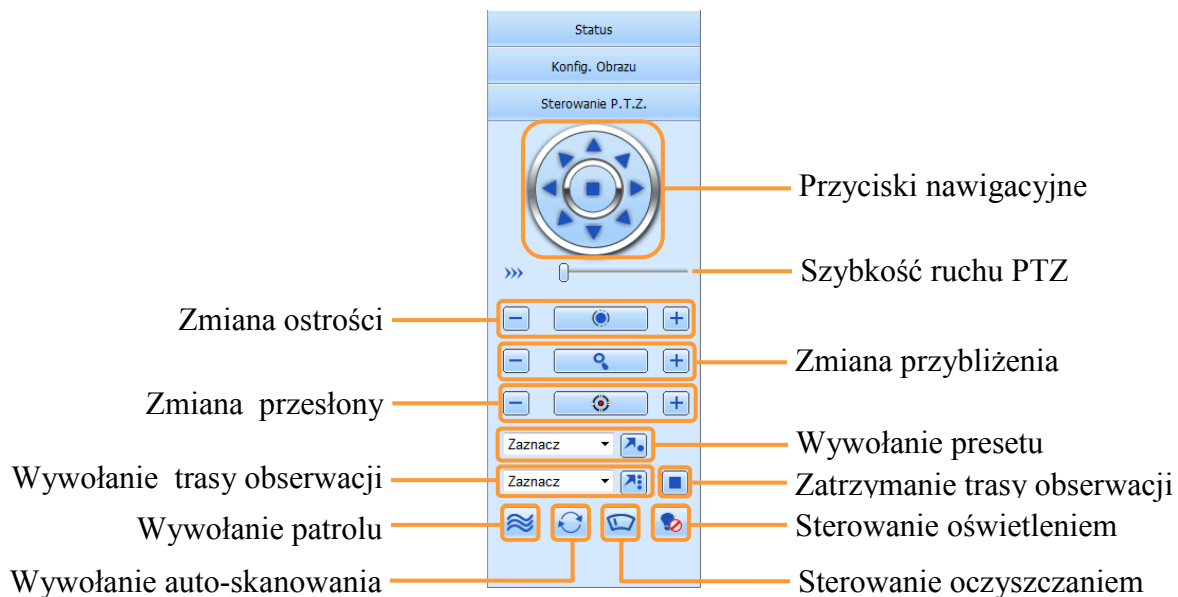 Status
Konfig. Obrazu
Sterowanie P.T.Z.
Przyciski nawigacyjne
Szybkość ruchu PTZ
Zmiana ostrości
Zmiana przybliżenia
Zmiana przesłony
Zaznacz
Wywołanie presetu
Wywołanie trasy obserwacji
Zaznacz
Zatrzymanie trasy obserwacji
Wywołanie patrolu
Sterowanie oświetleniem
Wywołanie auto-skanowania
Sterowanie oczyszczaniem